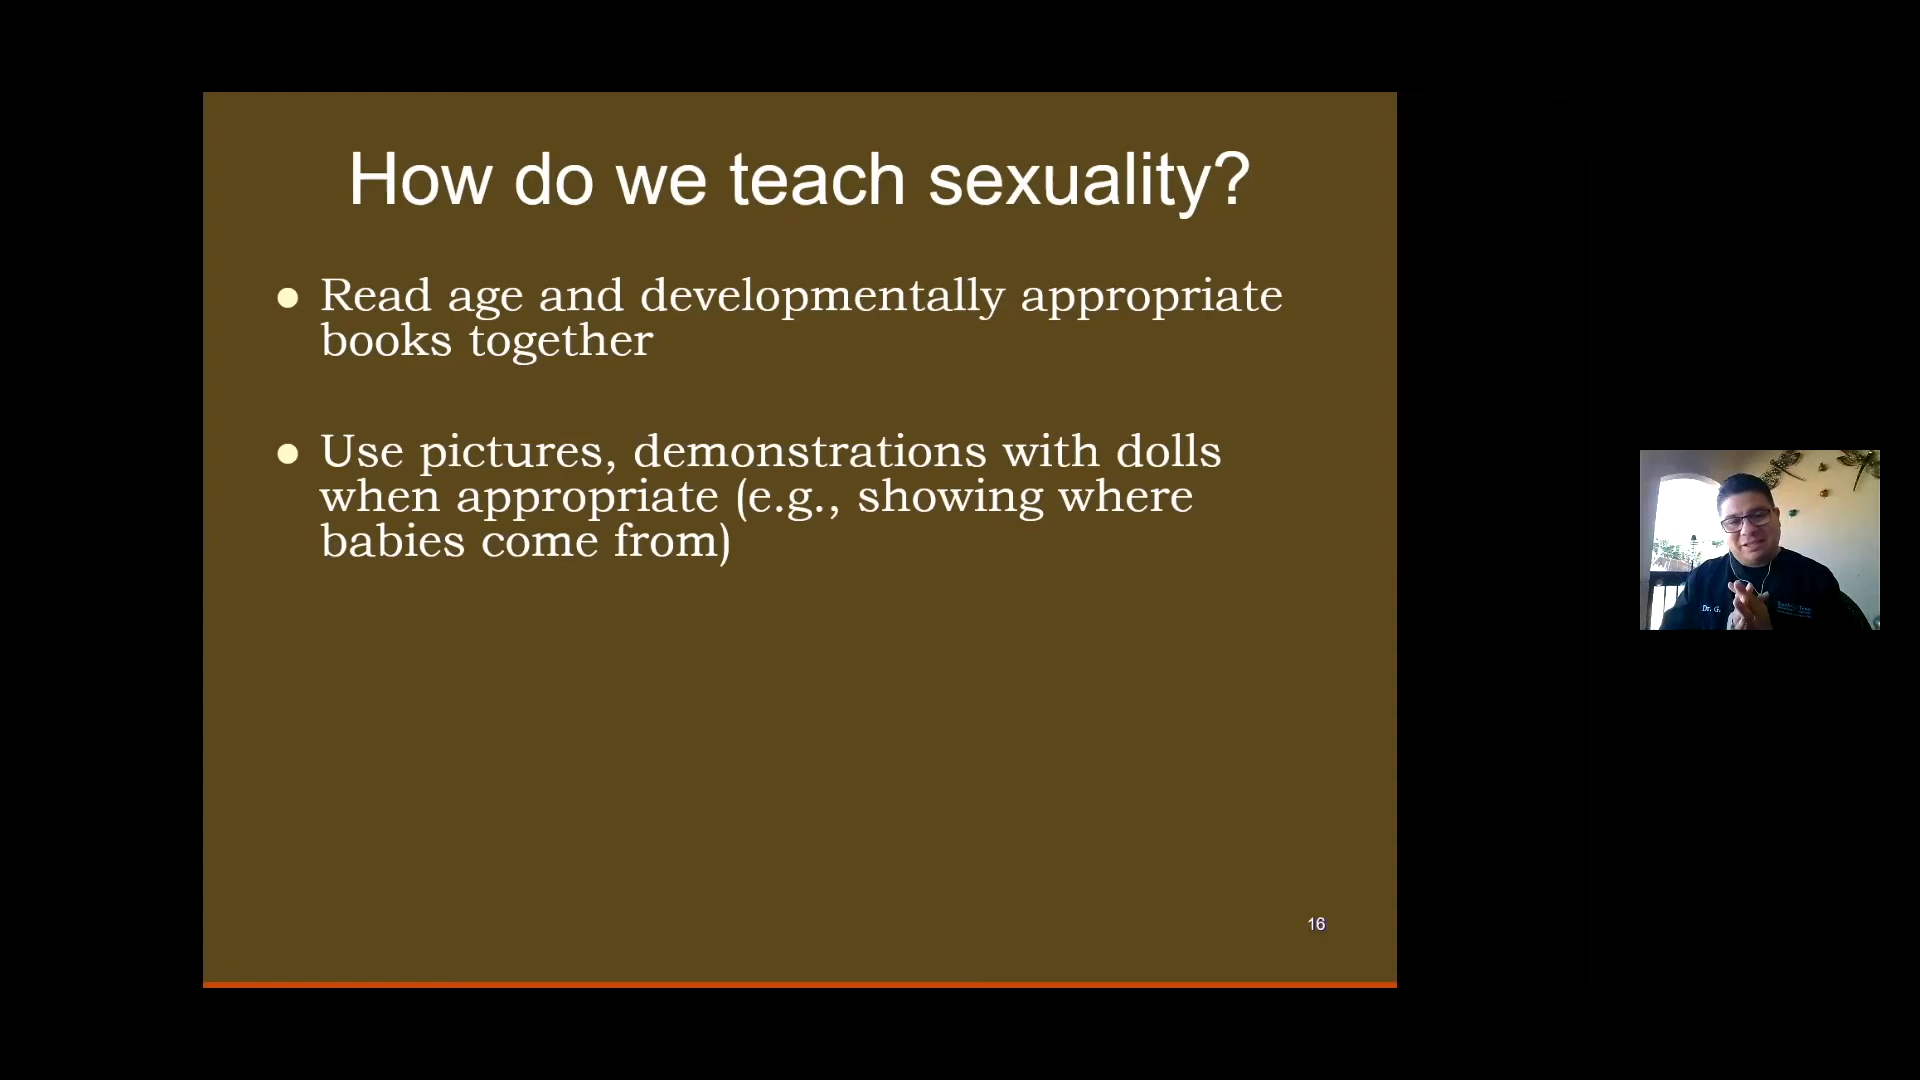 How do we teach sexuality?
● Read age and developmentally appropriate
books together
● Use pictures, demonstrations with dolls
when appropriate (e.g., showing where
babies come from)
16
Dr. G.